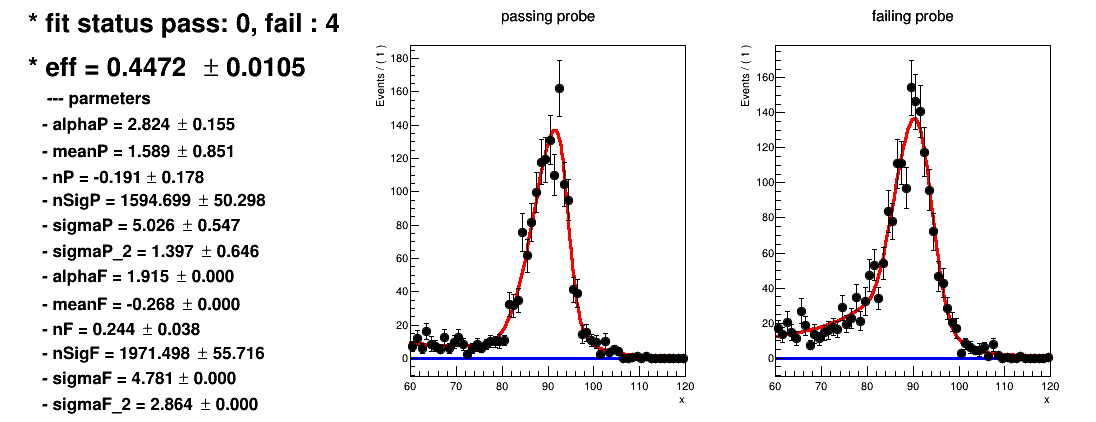 * fit status pass: 0, fail : 4
* eff = 0.4472 ± 0.0105
--- parmeters
- alphaP = 2.824 ± 0.155
- meanP = 1.589 ± 0.851
- nP = -0.191 ± 0.178
- nSigP = 1594.699 ± 50.298
- sigmaP = 5.026 ± 0.547
- sigmaP_2 = 1.397 ± 0.646
- alphaF = 1.915 ± 0.000
- meanF = -0.268 ± 0.000
- nF = 0.244 ± 0.038
- nSigF = 1971.498 ± 55.716
- sigmaF = 4.781 ± 0.000
- sigmaF_2 = 2.864 ± 0.000
passing probe
Events / ( 1 )
180
160
140
120
100
80
60
40
20
0
60 70 80 90 100 110 120
x
failing probe
Events / ( 1 )
160
140
120
100
80
60
40
20
0
60 70 80 90 100 110 120
x